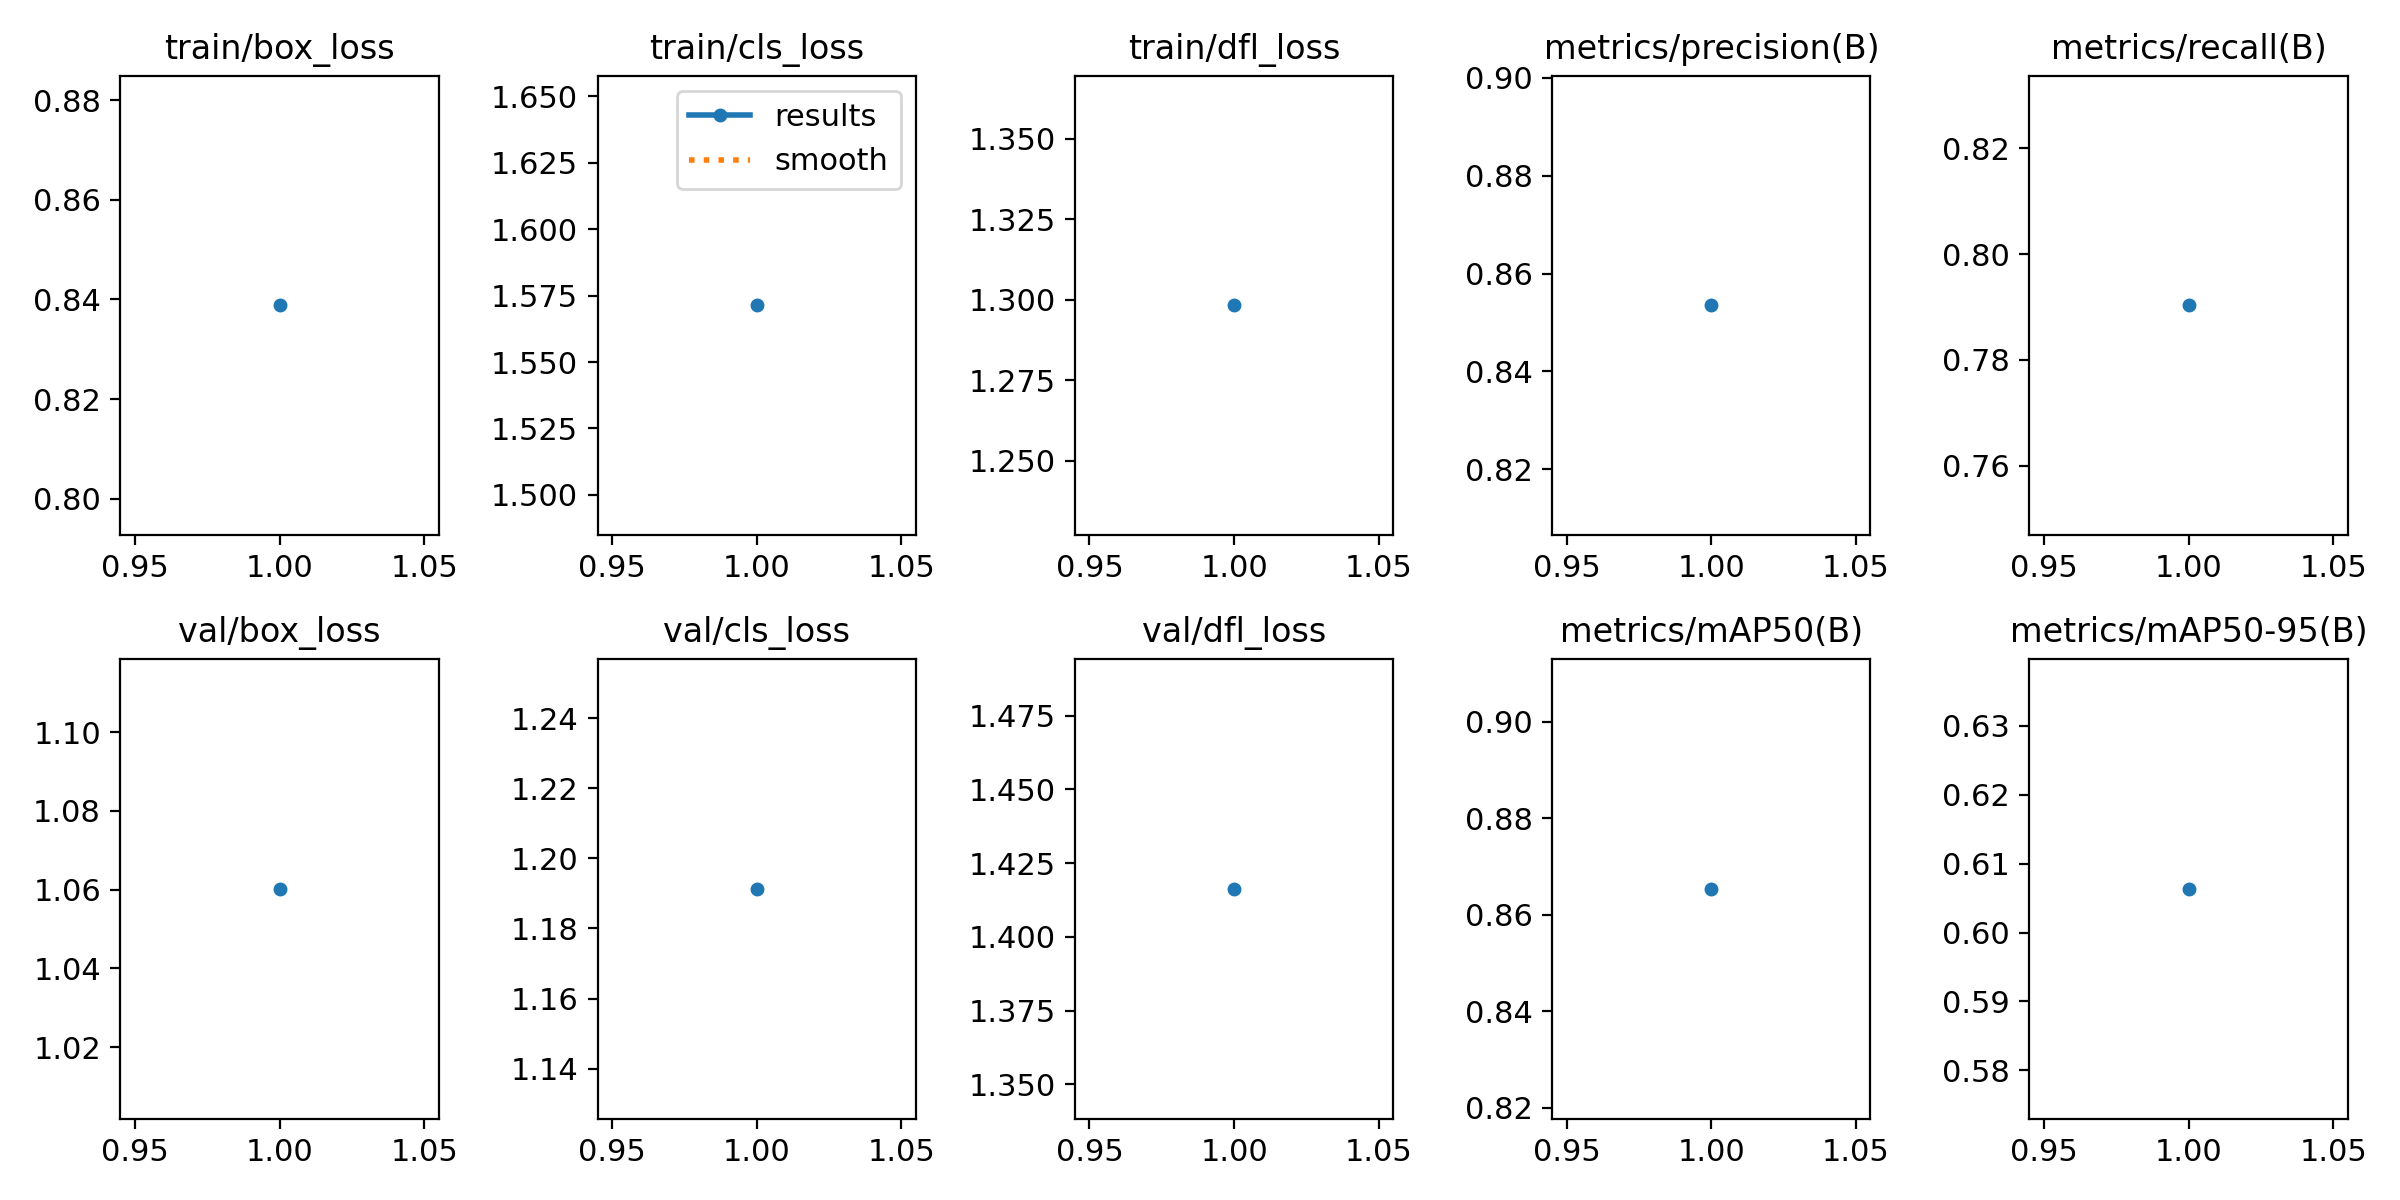 train/box_loss
0.88
0.86
0.84
0.82
0.80
0.95 1.00 1.05
train/cls_loss
results
smooth
1.650
1.625
1.600
1.575
1.550
1.525
1.500
0.95 1.00 1.05
train/dfl_loss
1.350
1.325
1.300
1.275
1.250
0.95 1.00 1.05
metrics/precision(B)
0.90
0.88
0.86
0.84
0.82
0.95 1.00 1.05
metrics/recall(B)
0.82
0.80
0.78
0.76
0.95 1.00 1.05
val/box_loss
1.10
1.08
1.06
1.04
1.02
0.95 1.00 1.05
val/cls_loss
1.24
1.22
1.20
1.18
1.16
1.14
0.95 1.00 1.05
val/dfl_loss
1.475
1.450
1.425
1.400
1.375
1.350
0.95 1.00 1.05
metrics/mAP50(B)
0.90
0.88
0.86
0.84
0.82
0.95 1.00 1.05
metrics/mAP50-95(B)
0.63
0.62
0.61
0.60
0.59
0.58
0.95 1.00 1.05